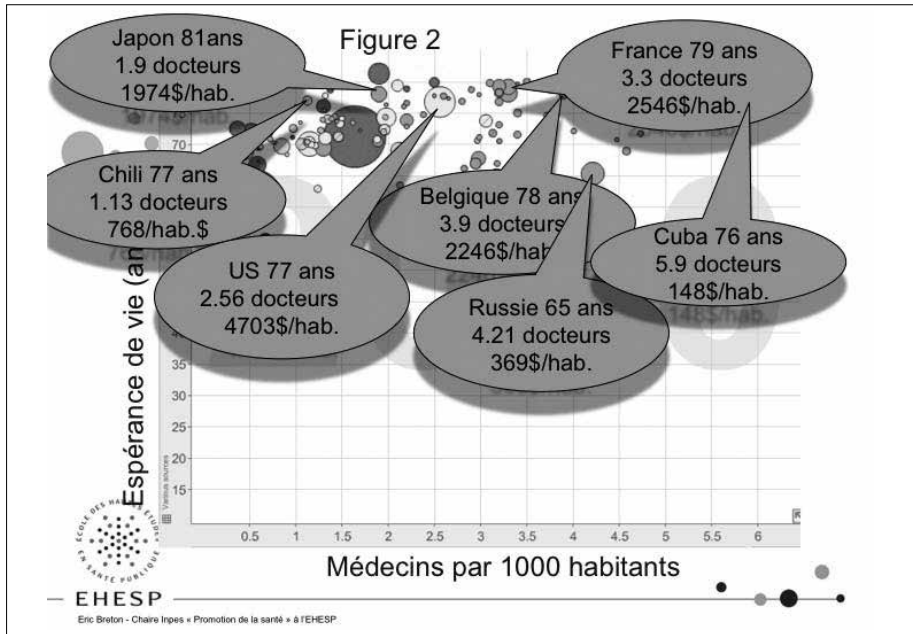 Figure 2
Japon 81ans
1.9 docteurs
1974$/hab.
France 79 ans
3.3 docteurs
2546$/hab.
Chili 77 ans
1.13 docteurs
768/hab.$
Belgique 78 ans
3.9 docteurs
2246$/hab
US 77 ans
2.56 docteurs
4703$/hab.
Russie 65 ans
4.21 docteurs
369$/hab.
Cuba 76 ans
5.9 docteurs
148$/hab.
Espérance de vie (an
70
35
30
25
20
15
Various sources
0.5 1 1.5 2 2.5 3 3.5 4 4.5 5 5.5 6
Médecins par 1000 habitants
EHESP
Eric Breton - Chaire Inpes « Promotion de la santé » à l'EHESP